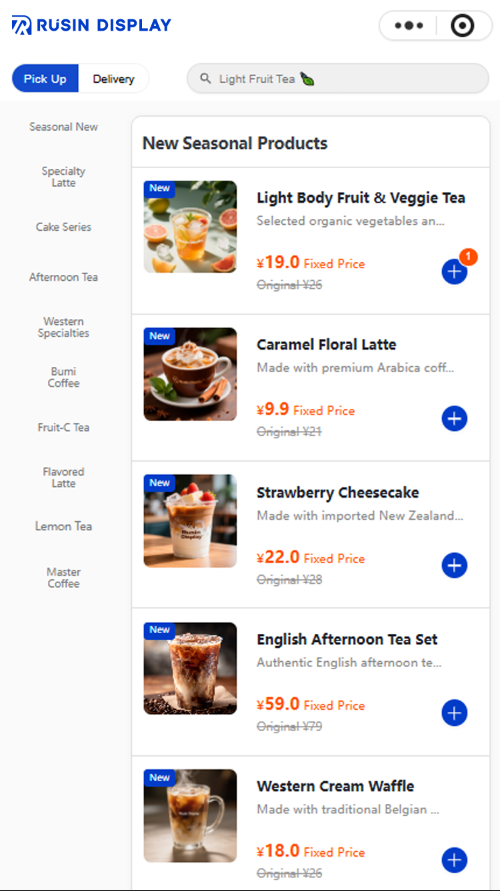 RUSIN DISPLAY
Pick Up
Delivery
Light Fruit Tea
Seasonal New
Specialty
Latte
Cake Series
Afternoon Tea
Western
Specialties
Bumi
Coffee
Fruit-C Tea
Flavored
Latte
Lemon Tea
Master
Coffee
New Seasonal Products
New
Light Body Fruit & Veggie Tea
Selected organic vegetables an...
¥19.0 Fixed Price
1
Original ¥26
New
Caramel Floral Latte
Made with premium Arabica coff...
¥9.9 Fixed Price
Original ¥21
New
Strawberry Cheesecake
Made with imported New Zealand...
¥22.0 Fixed Price
Original ¥28
New
English Afternoon Tea Set
Authentic English afternoon te...
¥59.0 Fixed Price
Original ¥79
New
Western Cream Waffle
Made with traditional Belgian ...
¥18.0 Fixed Price
Original ¥26